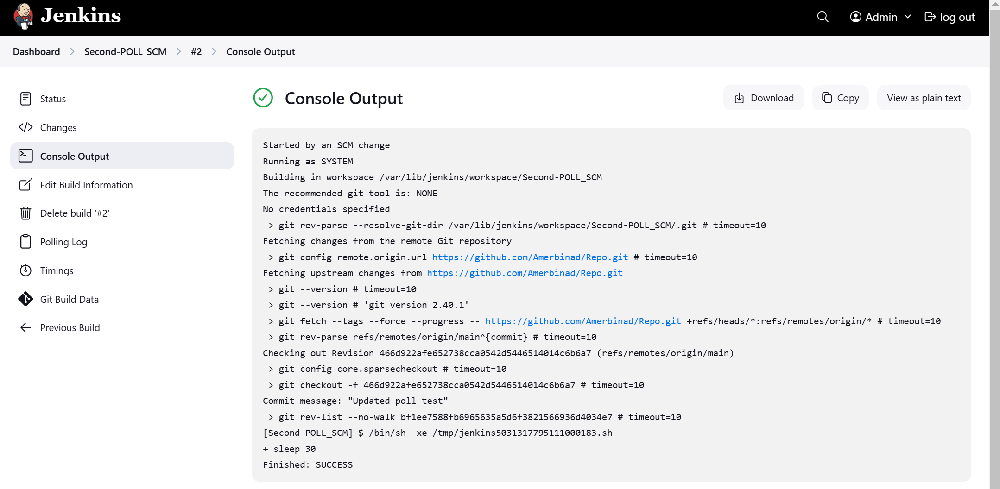 Jenkins
Admin
log out
Dashboard > Second-POLL_SCM > #2 > Console Output
Status
Changes
Console Output
Edit Build Information
Delete build ‘#2’
Polling Log
Timings
Git Build Data
Previous Build
Console Output
Download
Copy
View as plain text
Started by an SCM change
Running as SYSTEM
Building in workspace /var/lib/jenkins/workspace/Second-POLL_SCM
The recommended git tool is: NONE
No credentials specified
 > git rev-parse --resolve-git-dir /var/lib/jenkins/workspace/Second-POLL_SCM/.git # timeout=10
Fetching changes from the remote Git repository
 > git config remote.origin.url https://github.com/Amerbinad/Repo.git # timeout=10
Fetching upstream changes from https://github.com/Amerbinad/Repo.git
 > git --version # timeout=10
 > git --version # 'git version 2.40.1'
 > git fetch --tags --force --progress -- https://github.com/Amerbinad/Repo.git +refs/heads/*:refs/remotes/origin/* # timeout=10
 > git rev-parse refs/remotes/origin/main^{commit} # timeout=10
Checking out Revision 466d922afe652738cca0542d5446514014c6b6a7 (refs/remotes/origin/main)
 > git config core.sparsecheckout # timeout=10
 > git checkout -f 466d922afe652738cca0542d5446514014c6b6a7 # timeout=10
Commit message: "Updated poll test"
 > git rev-list --no-walk bf1ee7588fb6965635a5d6f3821566936d4034e7 # timeout=10
[Second-POLL_SCM] $ /bin/sh -xe /tmp/jenkins5031317795111000183.sh
+ sleep 30
Finished: SUCCESS